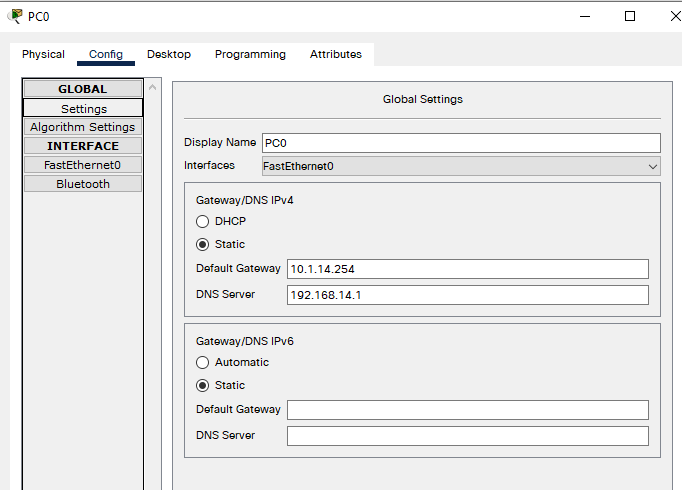 PC0
Physical Config Desktop Programming Attributes
GLOBAL
Settings
Algorithm Settings
INTERFACE
FastEthernet0
Bluetooth
Global Settings
Display Name PC0
Interfaces FastEthernet0
Gateway/DNS IPv4
DHCP
Static
Default Gateway 10.1.14.254
DNS Server 192.168.14.1
Gateway/DNS IPv6
Automatic
Static
Default Gateway
DNS Server